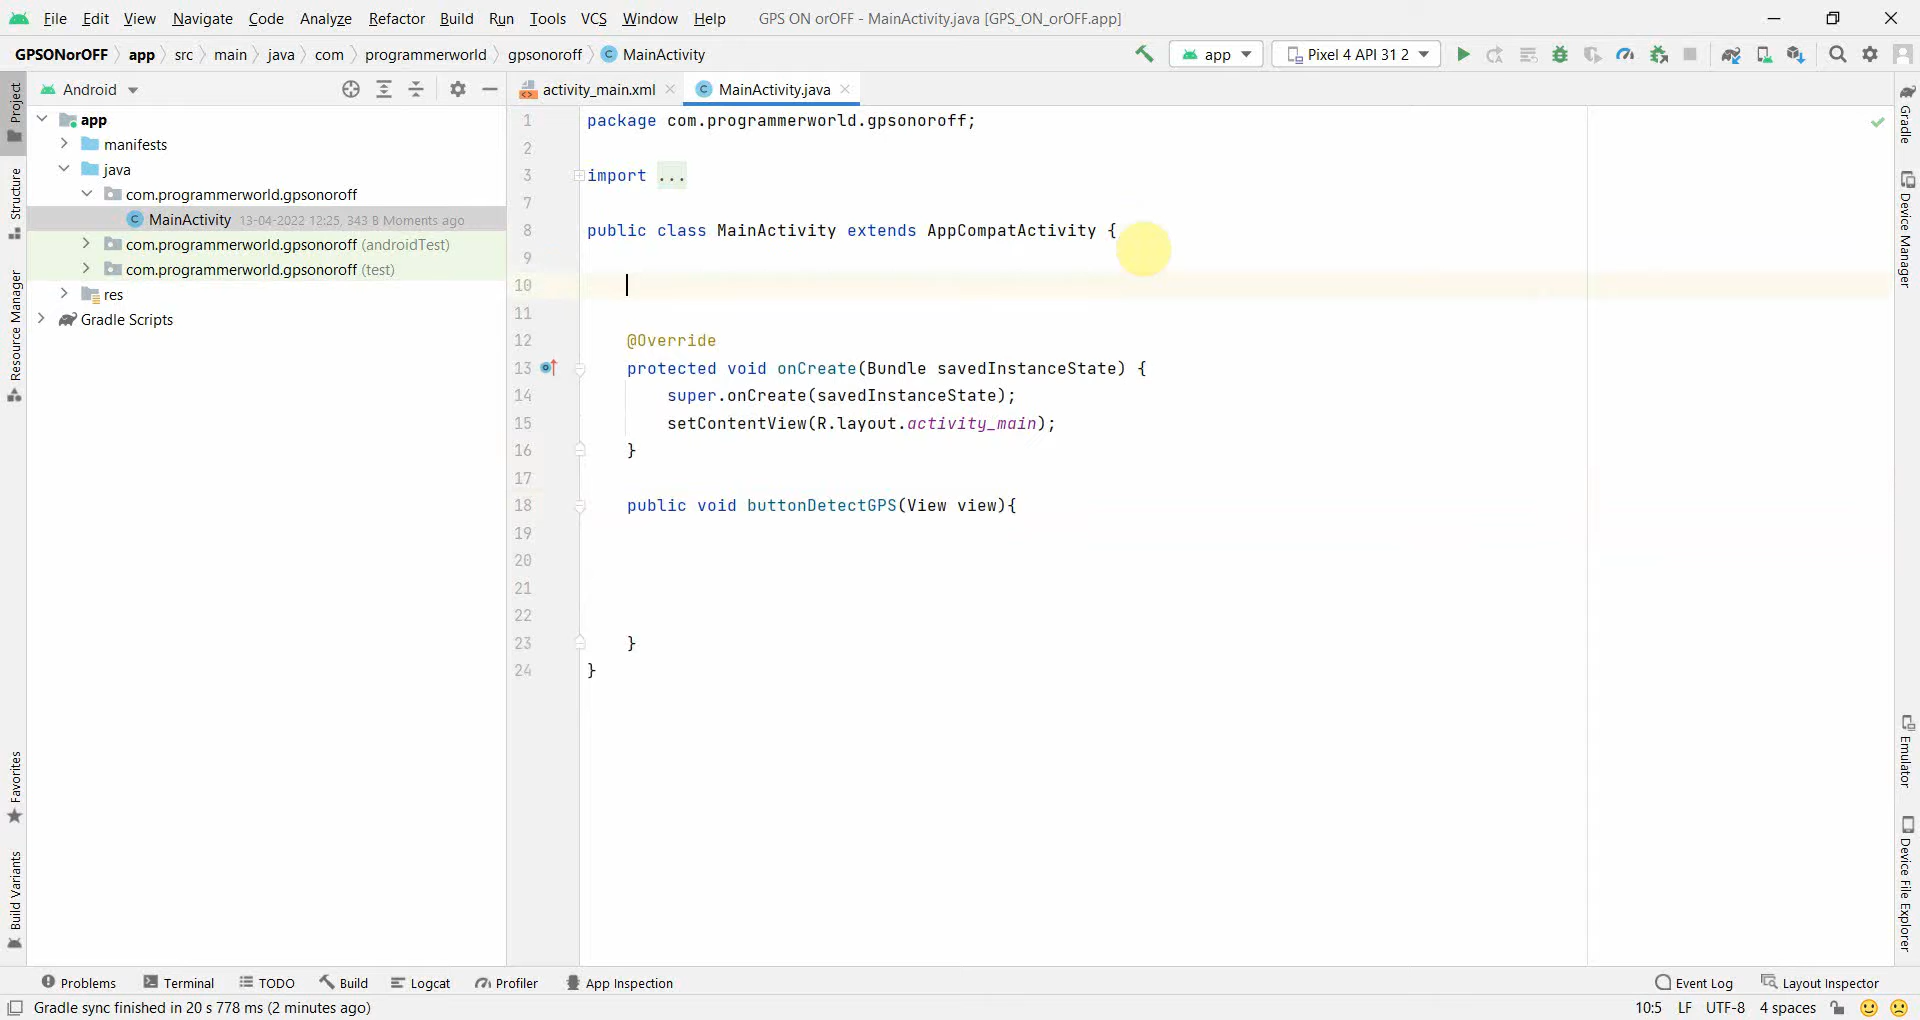 File Edit View Navigate Code Analyze Refactor Build Run Tools VCS Window Help GPS ON orOFF - MainActivity.java [GPS_ON_orOFF.app]
GPSONorOFF app src main java com programmerworld gpsonoroff MainActivity app Pixel 4 API 31 2
Project
Structure
Resource Manager
Favorites
Build Variants
Android
app
manifests
java
com.programmerworld.gpsonoroff
MainActivity 13-04-2022 12:25, 343 B Moments ago
com.programmerworld.gpsonoroff (androidTest)
com.programmerworld.gpsonoroff (test)
res
Gradle Scripts
activity_main.xml MainActivity.java
1 package com.programmerworld.gpsonoroff;
2
3 import ...
7
8 public class MainActivity extends AppCompatActivity {
9
10
11
12 @Override
13 protected void onCreate(Bundle savedInstanceState) {
14 super.onCreate(savedInstanceState);
15 setContentView(R.layout.activity_main);
16 }
17
18 public void buttonDetectGPS(View view){
19
20
21
22
23 }
24 }
Gradle
Device Manager
Emulator
Device File Explorer
Problems Terminal TODO Build Logcat Profiler App Inspection Event Log Layout Inspector
Gradle sync finished in 20 s 778 ms (2 minutes ago) 10:5 LF UTF-8 4 spaces